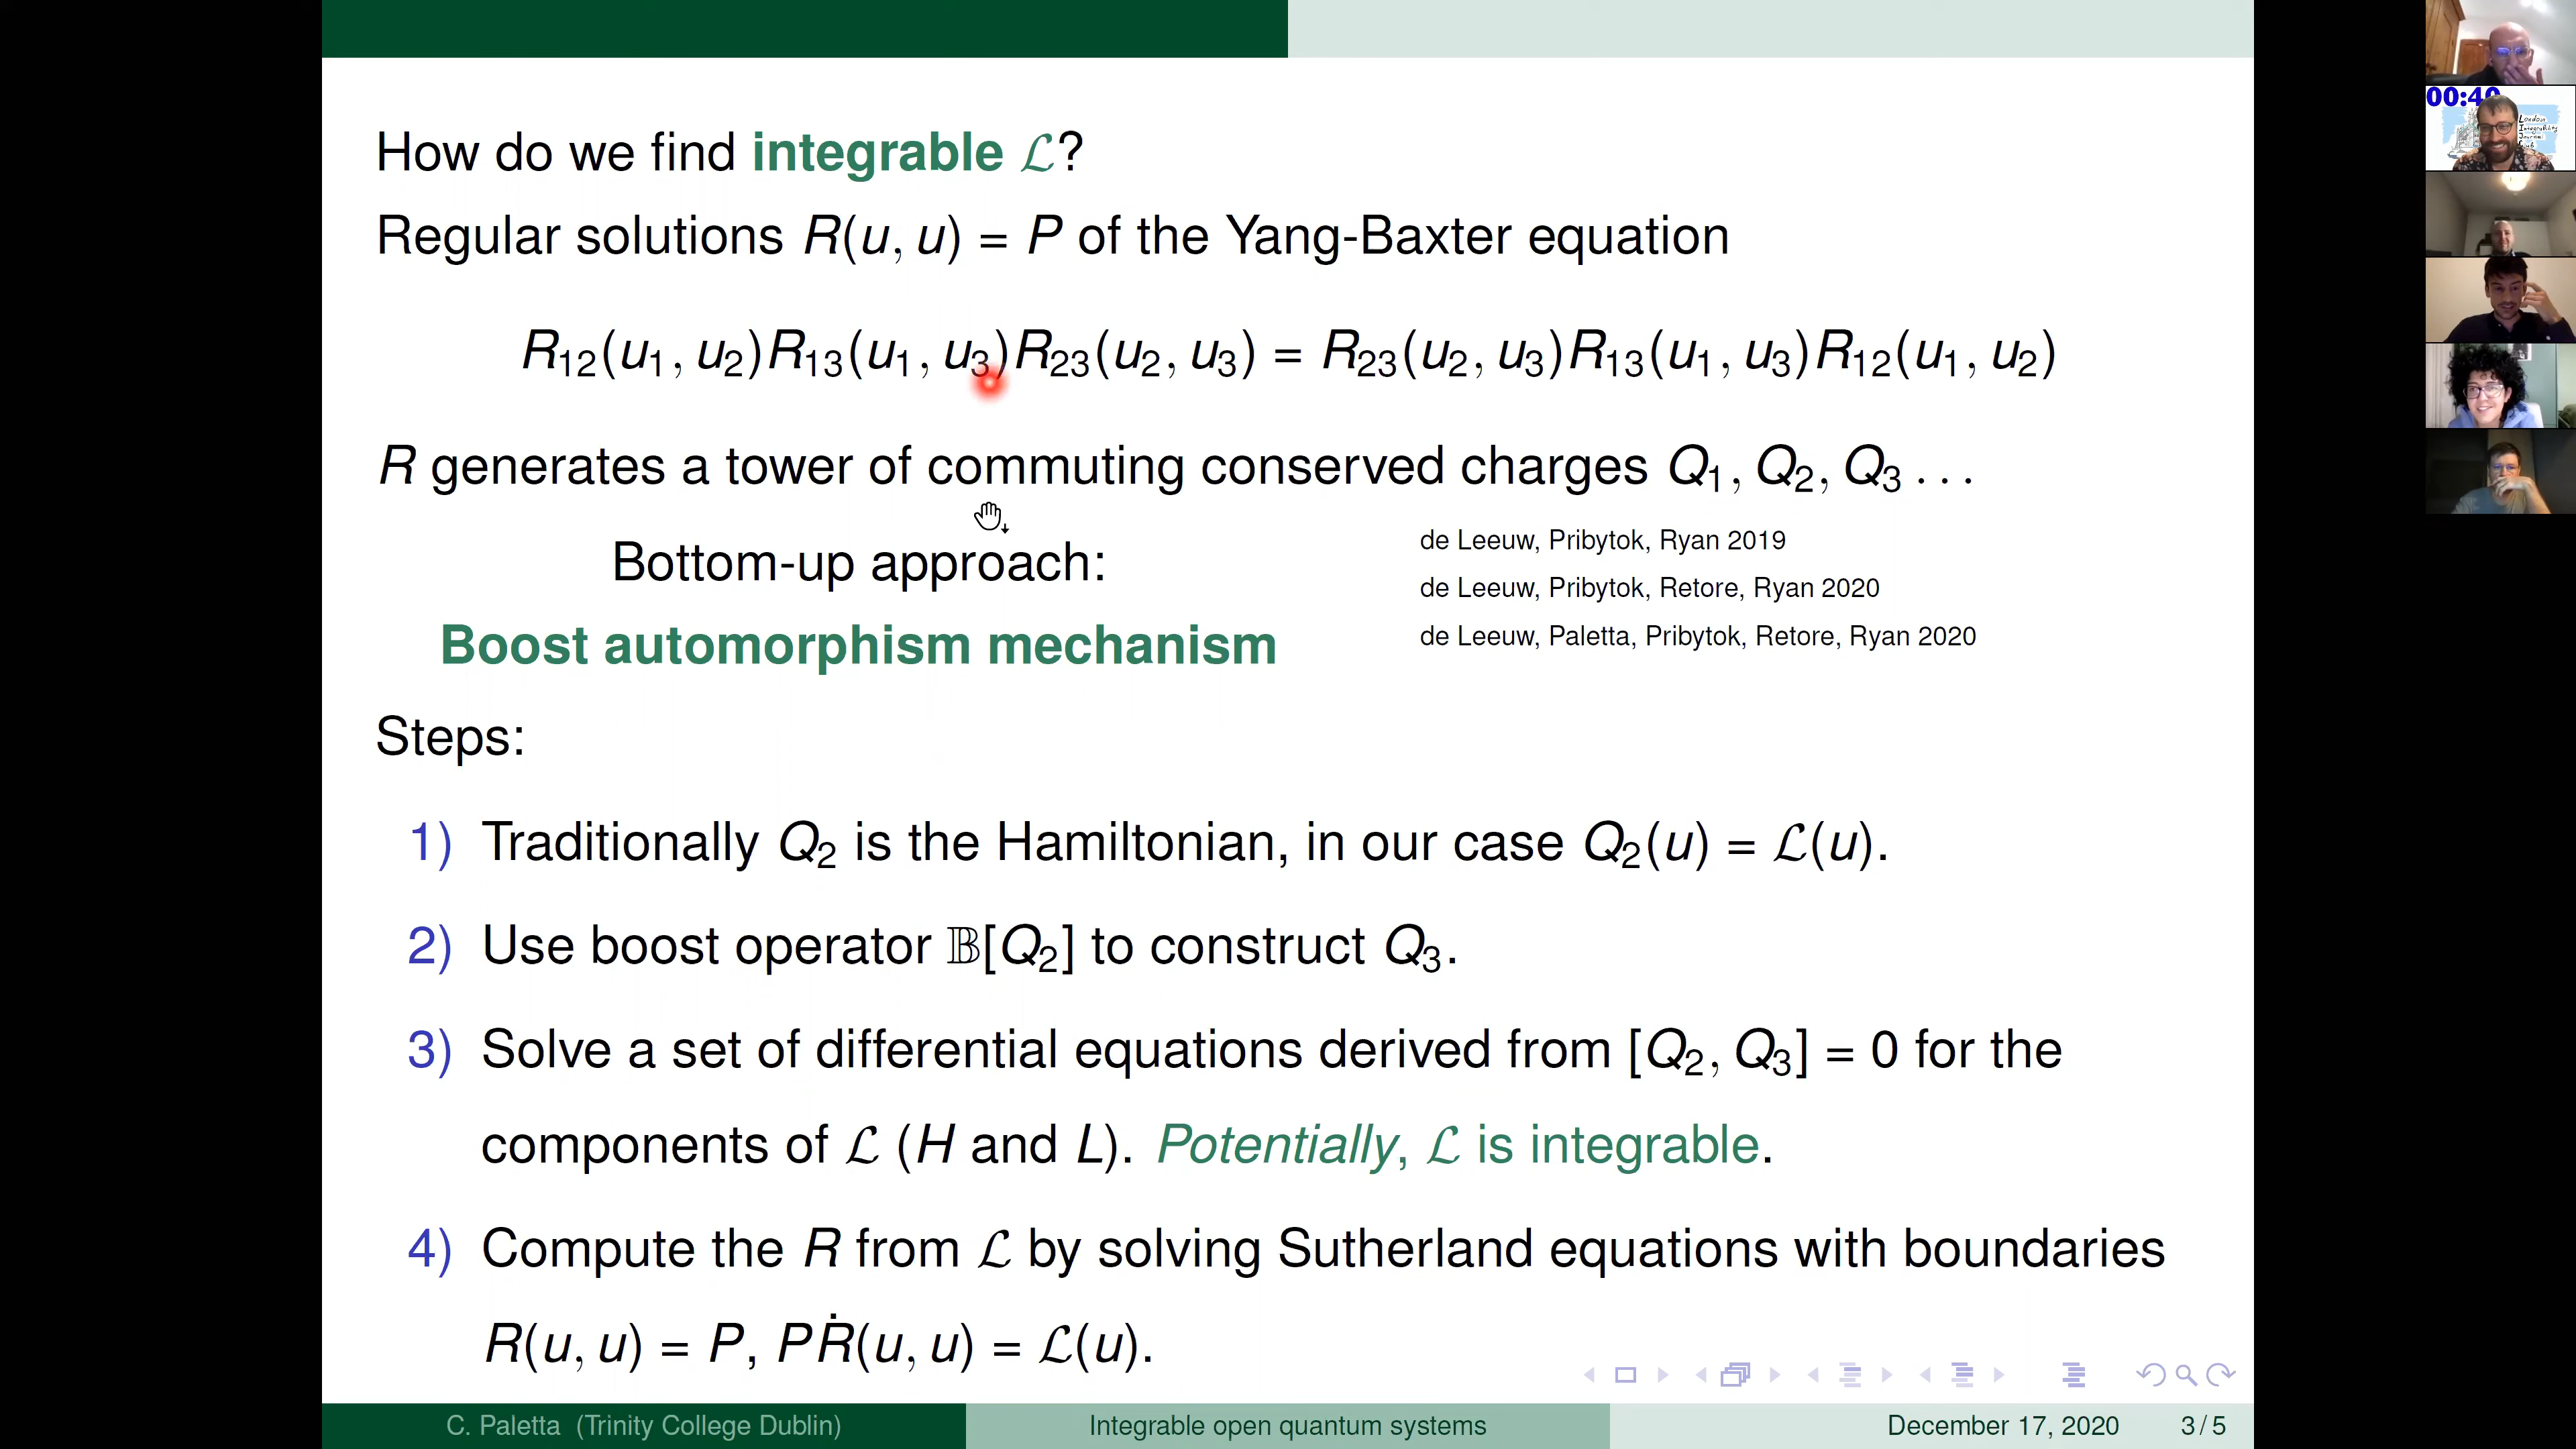 How do we find integrable ℒ?
Regular solutions R(u, u) = P of the Yang-Baxter equation
R₁₂(u₁, u₂)R₁₃(u₁, u₃)R₂₃(u₂, u₃) = R₂₃(u₂, u₃)R₁₃(u₁, u₃)R₁₂(u₁, u₂)
R generates a tower of commuting conserved charges Q₁, Q₂, Q₃ ...
Bottom-up approach:
Boost automorphism mechanism
de Leeuw, Pribytok, Ryan 2019
de Leeuw, Pribytok, Retore, Ryan 2020
de Leeuw, Paletta, Pribytok, Retore, Ryan 2020
Steps:
1) Traditionally Q₂ is the Hamiltonian, in our case Q₂(u) = ℒ(u).
2) Use boost operator 𝔹[Q₂] to construct Q₃.
3) Solve a set of differential equations derived from [Q₂, Q₃] = 0 for the
components of ℒ (H and L). Potentially, ℒ is integrable.
4) Compute the R from ℒ by solving Sutherland equations with boundaries
R(u, u) = P, PṘ(u, u) = ℒ(u).
C. Paletta (Trinity College Dublin)
Integrable open quantum systems
December 17, 2020
3 / 5
00:40
London
Integrability
Journal
Club